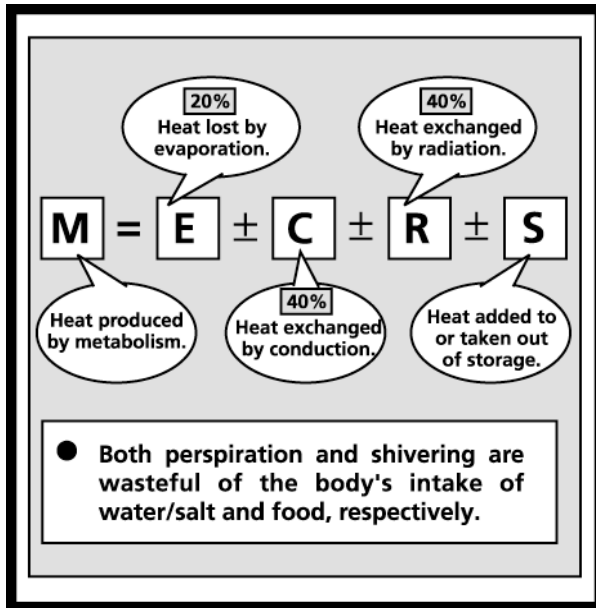 20%
Heat lost by
evaporation.
40%
Heat exchanged
by radiation.
M = E ± C ± R ± S
Heat produced
by metabolism.
40%
Heat exchanged
by conduction.
Heat added to
or taken out
of storage.
● Both perspiration and shivering are
wasteful of the body's intake of
water/salt and food, respectively.